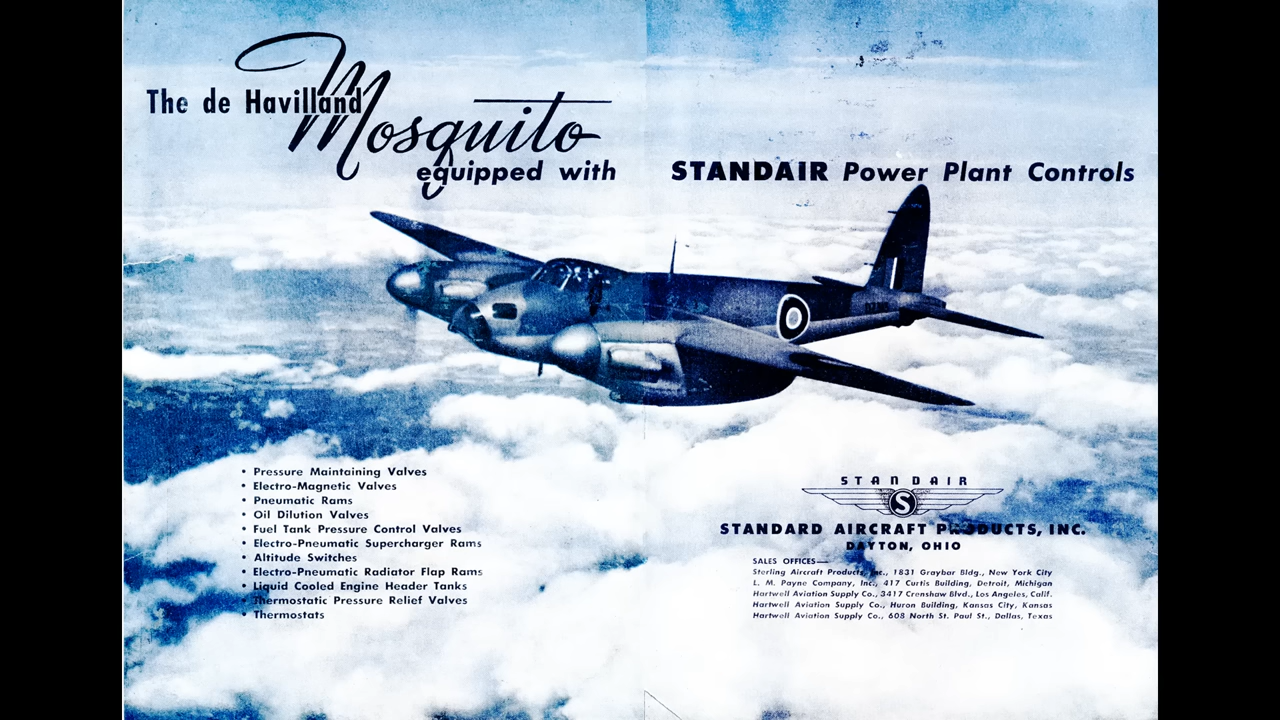 The de Havilland Mosquito
equipped with STANDAIR Power Plant Controls
• Pressure Maintaining Valves
• Electro-Magnetic Valves
• Pneumatic Rams
• Oil Dilution Valves
• Fuel Tank Pressure Control Valves
• Electro-Pneumatic Supercharger Rams
• Altitude Switches
• Electro-Pneumatic Radiator Flap Rams
• Liquid Cooled Engine Header Tanks
• Thermostatic Pressure Relief Valves
• Thermostats
STANDAIR
S
STANDARD AIRCRAFT PRODUCTS, INC.
DAYTON, OHIO
SALES OFFICES—
Sterling Aircraft Products, Inc., 1831 Graybar Bldg., New York City
L. M. Payne Company, Inc., 417 Curtis Building, Detroit, Michigan
Hartwell Aviation Supply Co., 3417 Crenshaw Blvd., Los Angeles, Calif.
Hartwell Aviation Supply Co., Huron Building, Kansas City, Kansas
Hartwell Aviation Supply Co., 608 North St. Paul St., Dallas, Texas